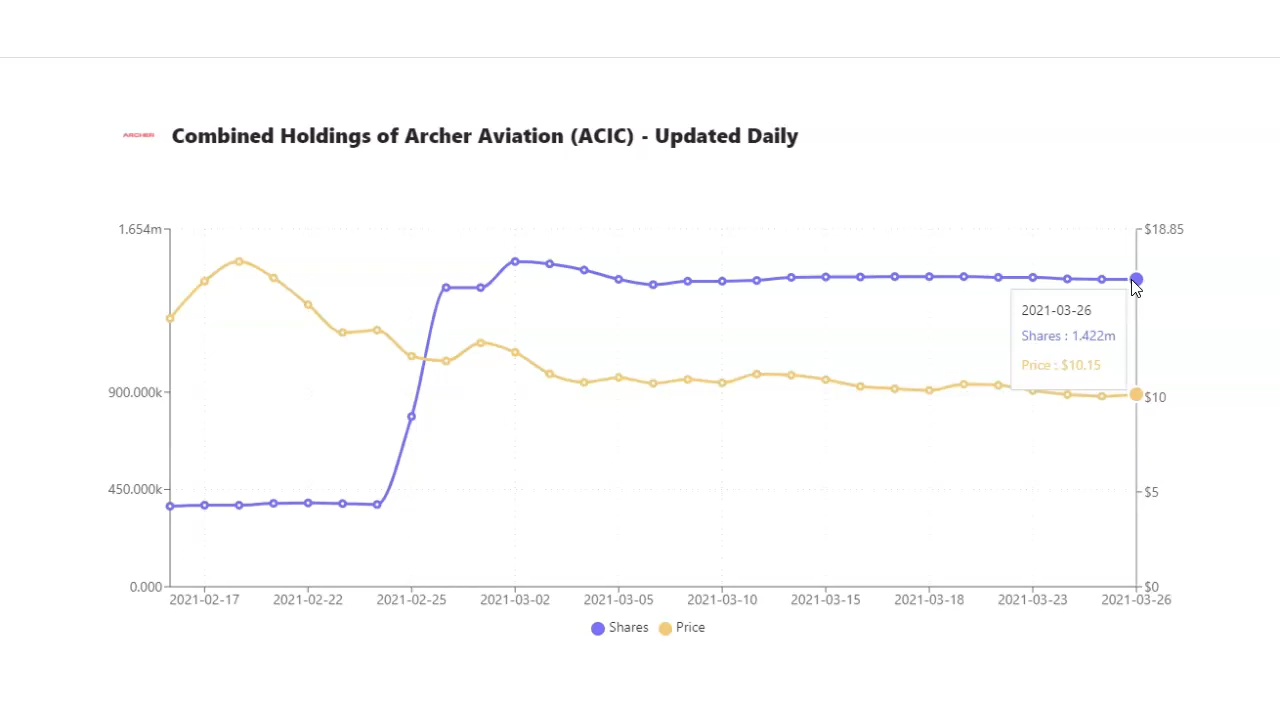 ARCHER
Combined Holdings of Archer Aviation (ACIC) - Updated Daily
1.654m
$18.85
2021-03-26
Shares : 1.422m
Price : $10.15
900.000k
$10
450.000k
$5
0.000
$0
2021-02-17 2021-02-22 2021-02-25 2021-03-02 2021-03-05 2021-03-10 2021-03-15 2021-03-18 2021-03-23 2021-03-26
Shares Price